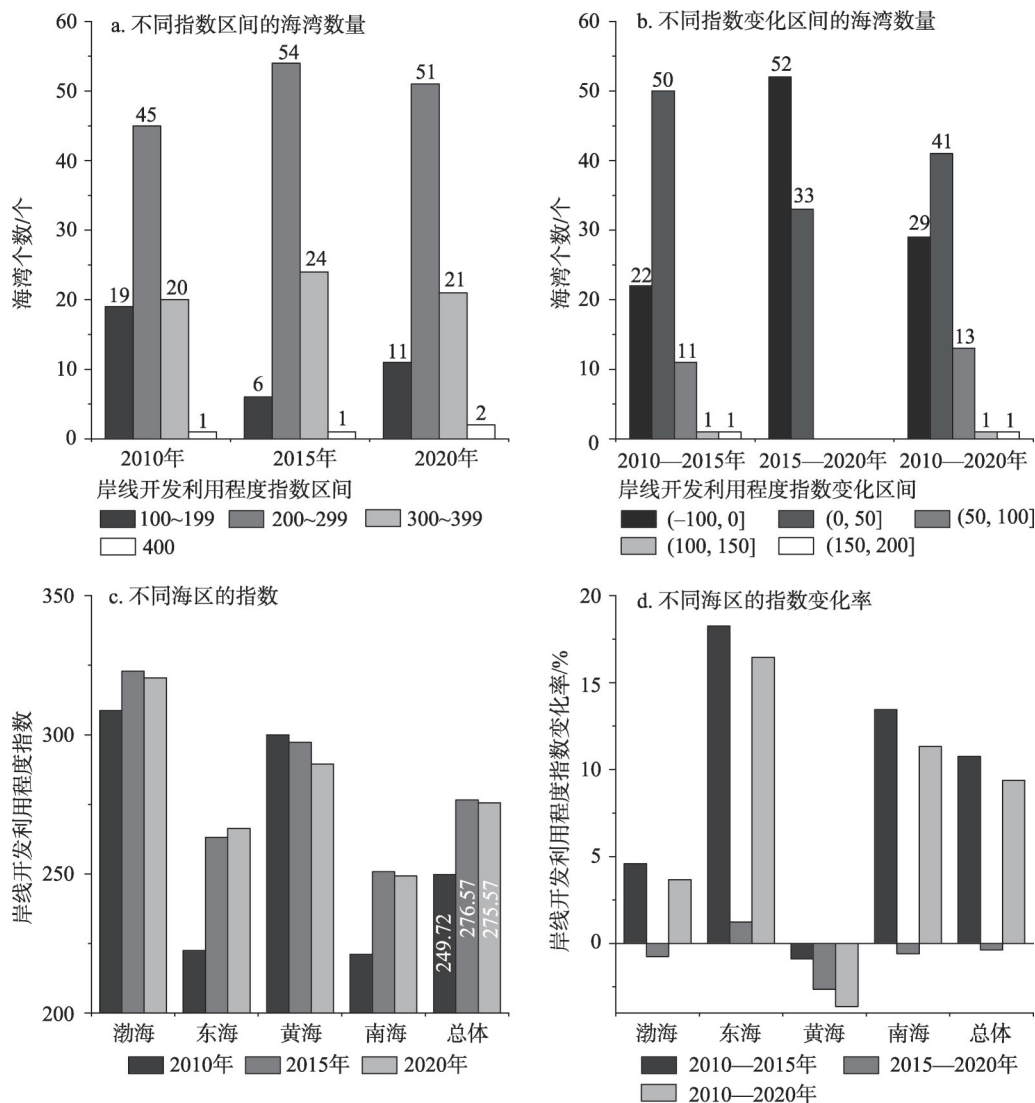 a. 不同指数区间的海湾数量
60
50
40
30
20
10
0
海湾个数/个
19
45
20
1
6
54
24
1
11
51
21
2
2010年
2015年
2020年
岸线开发利用程度指数区间
100~199
200~299
300~399
400
b. 不同指数变化区间的海湾数量
60
50
40
30
20
10
0
海湾个数/个
22
50
11
1
1
52
33
29
41
13
1
1
2010—2015年
2015—2020年
2010—2020年
岸线开发利用程度指数变化区间
(–100, 0]
(0, 50]
(50, 100]
(100, 150]
(150, 200]
c. 不同海区的指数
350
300
250
200
岸线开发利用程度指数
249.72
276.57
275.57
渤海
东海
黄海
南海
总体
2010年
2015年
2020年
d. 不同海区的指数变化率
20
15
10
5
0
岸线开发利用程度指数变化率/%
渤海
东海
黄海
南海
总体
2010—2015年
2015—2020年
2010—2020年